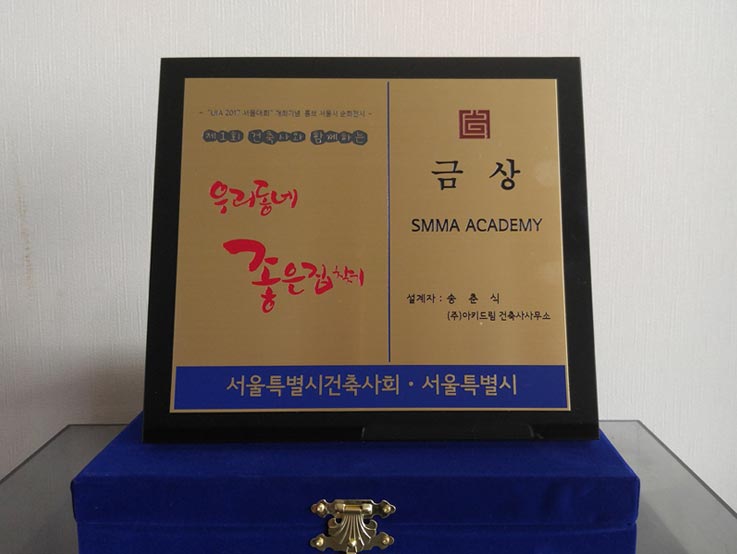 - "UIA 2017 서울대회" 개최기념 홍보 서울시 순회전시 -
제1회 건축사와 함께하는
우리동네
좋은집찾기
금 상
SMMA ACADEMY
설계자 : 송 춘 식
(주)아키드림 건축사사무소
서울특별시건축사회 · 서울특별시